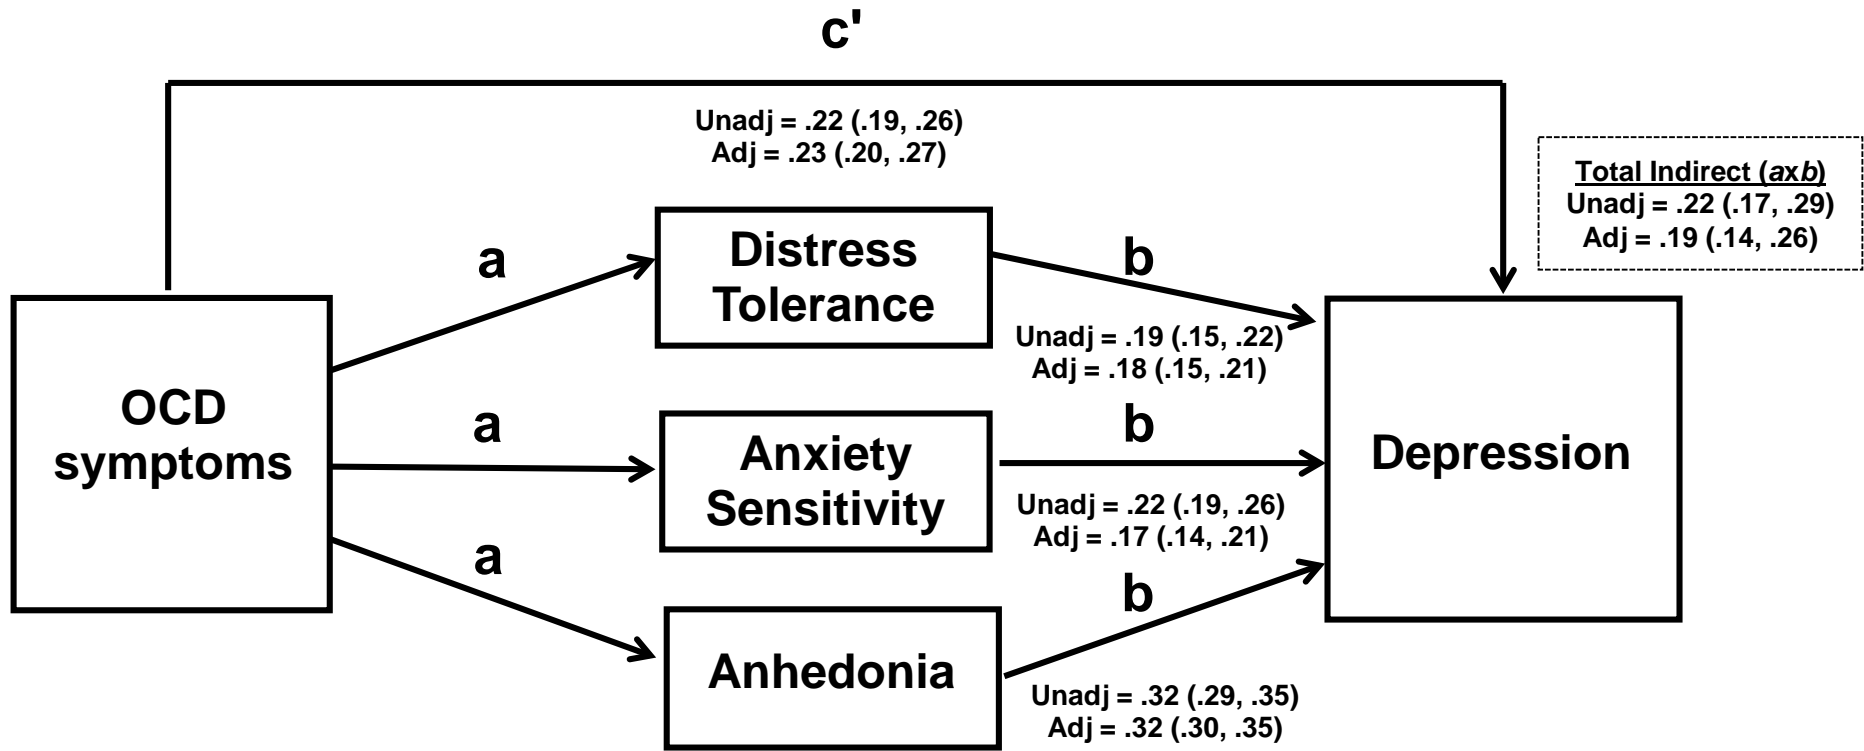 c'
Unadj = .22 (.19, .26)
Adj = .23 (.20, .27)
Total Indirect (axb)
Unadj = .22 (.17, .29)
Adj = .19 (.14, .26)
a
Distress
Tolerance
b
Unadj = .19 (.15, .22)
Adj = .18 (.15, .21)
OCD
symptoms
a
Anxiety
Sensitivity
b
Unadj = .22 (.19, .26)
Adj = .17 (.14, .21)
Depression
a
Anhedonia
b
Unadj = .32 (.29, .35)
Adj = .32 (.30, .35)